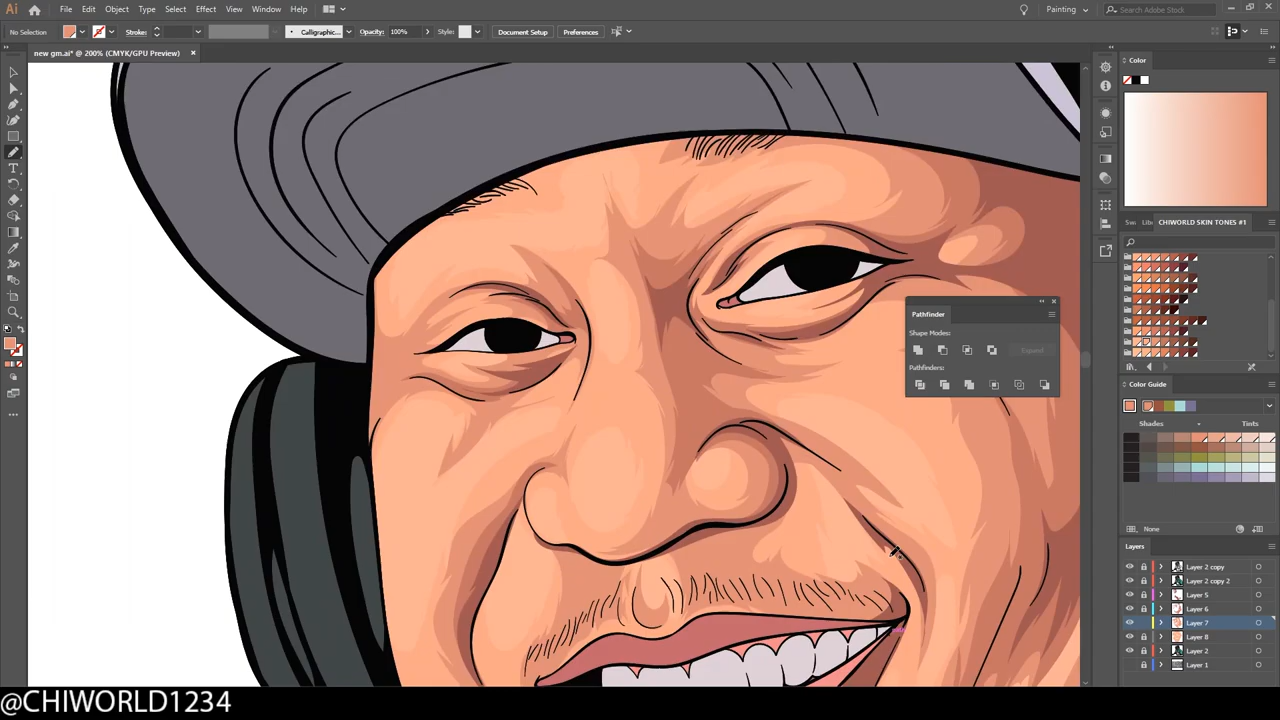 Ai File Edit Object Type Select Effect View Window Help Painting Search Adobe Stock
No Selection Stroke: Calligraphic... Opacity: 100% Style: Document Setup Preferences
new gm.ai* @ 200% (CMYK/GPU Preview)
Color
CHIWORLD SKIN TONES #1
Pathfinder
Shape Modes:
Expand
Pathfinders:
Color Guide
Shades Tints
None
Layers
Layer 2 copy
Layer 2 copy 2
Layer 5
Layer 6
Layer 7
Layer 8
Layer 2
Layer 1
@CHIWORLD1234